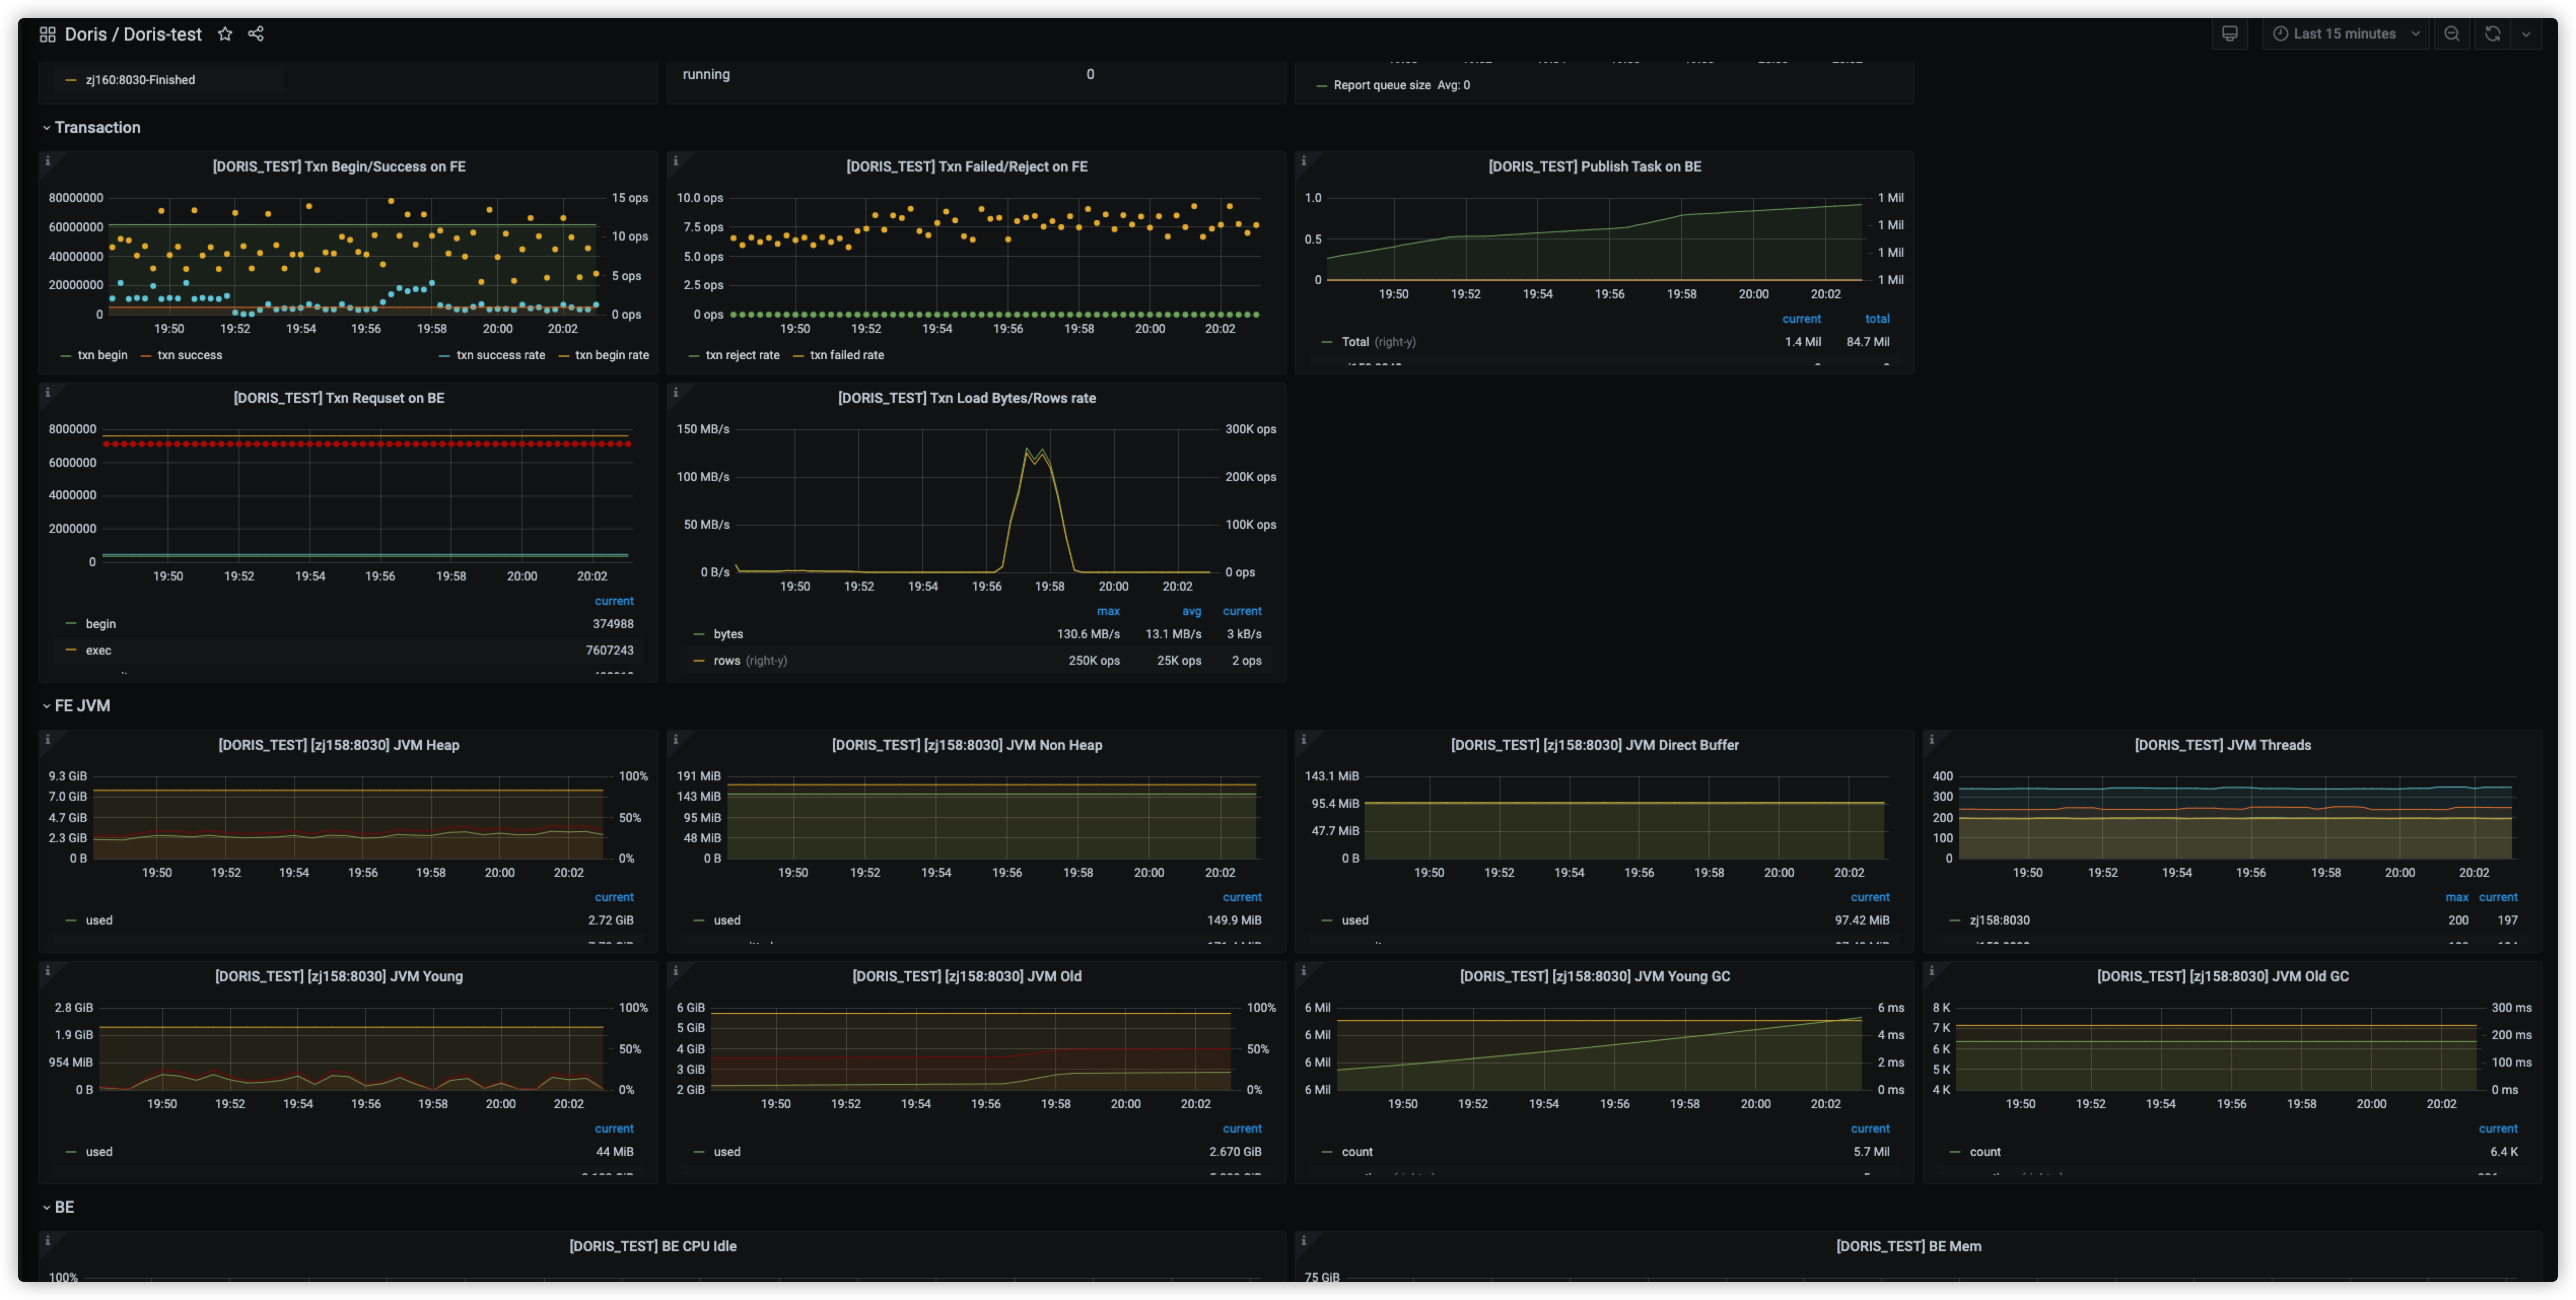 Doris / Doris-test
Last 15 minutes
zj160:8030-Finished
running 0
Report queue size Avg: 0
Transaction
[DORIS_TEST] Txn Begin/Success on FE
80000000
60000000
40000000
20000000
0
15 ops
10 ops
5 ops
0 ops
19:50 19:52 19:54 19:56 19:58 20:00 20:02
txn begin txn success txn success rate txn begin rate
[DORIS_TEST] Txn Failed/Reject on FE
10.0 ops
7.5 ops
5.0 ops
2.5 ops
0 ops
19:50 19:52 19:54 19:56 19:58 20:00 20:02
txn reject rate txn failed rate
[DORIS_TEST] Publish Task on BE
1.0
0.5
0
1 Mil
1 Mil
1 Mil
1 Mil
19:50 19:52 19:54 19:56 19:58 20:00 20:02
current total
Total (right-y) 1.4 Mil 84.7 Mil
[DORIS_TEST] Txn Requset on BE
8000000
6000000
4000000
2000000
0
19:50 19:52 19:54 19:56 19:58 20:00 20:02
current
begin 374988
exec 7607243
[DORIS_TEST] Txn Load Bytes/Rows rate
150 MB/s
100 MB/s
50 MB/s
0 B/s
300K ops
200K ops
100K ops
0 ops
19:50 19:52 19:54 19:56 19:58 20:00 20:02
max avg current
bytes 130.6 MB/s 13.1 MB/s 3 kB/s
rows (right-y) 250K ops 25K ops 2 ops
FE JVM
[DORIS_TEST] [zj158:8030] JVM Heap
9.3 GiB
7.0 GiB
4.7 GiB
2.3 GiB
0 B
100%
50%
0%
19:50 19:52 19:54 19:56 19:58 20:00 20:02
current
used 2.72 GiB
[DORIS_TEST] [zj158:8030] JVM Non Heap
191 MiB
143 MiB
95 MiB
48 MiB
0 B
19:50 19:52 19:54 19:56 19:58 20:00 20:02
current
used 149.9 MiB
[DORIS_TEST] [zj158:8030] JVM Direct Buffer
143.1 MiB
95.4 MiB
47.7 MiB
0 B
19:50 19:52 19:54 19:56 19:58 20:00 20:02
current
used 97.42 MiB
[DORIS_TEST] JVM Threads
400
300
200
100
0
19:50 19:52 19:54 19:56 19:58 20:00 20:02
max current
zj158:8030 200 197
[DORIS_TEST] [zj158:8030] JVM Young
2.8 GiB
1.9 GiB
954 MiB
0 B
100%
50%
0%
19:50 19:52 19:54 19:56 19:58 20:00 20:02
current
used 44 MiB
[DORIS_TEST] [zj158:8030] JVM Old
6 GiB
5 GiB
4 GiB
3 GiB
2 GiB
100%
50%
0%
19:50 19:52 19:54 19:56 19:58 20:00 20:02
current
used 2.670 GiB
[DORIS_TEST] [zj158:8030] JVM Young GC
6 Mil
6 Mil
6 Mil
6 Mil
6 ms
4 ms
2 ms
0 ms
19:50 19:52 19:54 19:56 19:58 20:00 20:02
current
count 5.7 Mil
[DORIS_TEST] [zj158:8030] JVM Old GC
8 K
7 K
6 K
5 K
4 K
300 ms
200 ms
100 ms
0 ms
19:50 19:52 19:54 19:56 19:58 20:00 20:02
current
count 6.4 K
BE
[DORIS_TEST] BE CPU Idle
100%
[DORIS_TEST] BE Mem
75 GiB